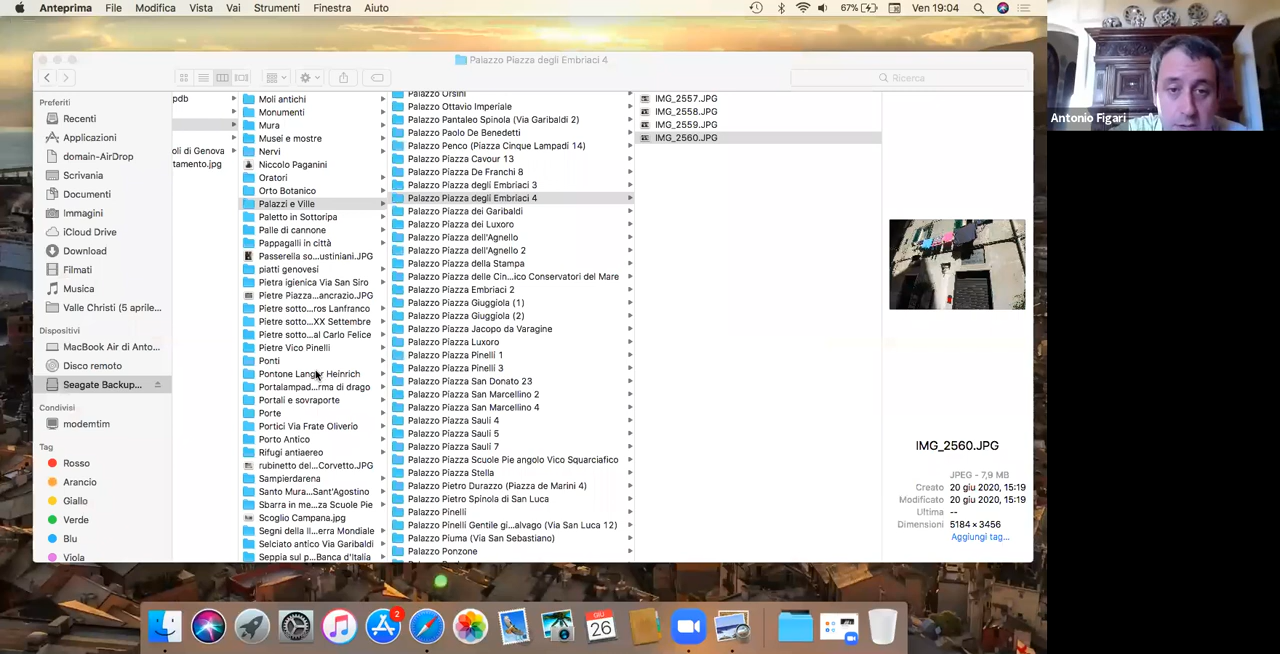 Anteprima File Modifica Vista Vai Strumenti Finestra Aiuto
67% Ven 19:04
Palazzo Piazza degli Embriaci 4
Ricerca
Preferiti
Recenti
Applicazioni
domain-AirDrop
Scrivania
Documenti
Immagini
iCloud Drive
Download
Filmati
Musica
Valle Christi (5 aprile...
Dispositivi
MacBook Air di Anto...
Disco remoto
Seagate Backup...
Condivisi
modemtim
Tag
Rosso
Arancio
Giallo
Verde
Blu
Viola
pdb
oli di Genova
tamento.jpg
Moli antichi
Monumenti
Mura
Musei e mostre
Nervi
Niccolo Paganini
Oratori
Orto Botanico
Palazzi e Ville
Paletto in Sottoripa
Palle di cannone
Pappagalli in città
Passerella so...ustiniani.JPG
piatti genovesi
Pietra igienica Via San Siro
Pietre Piazza...ancrazio.JPG
Pietre sotto...ros Lanfranco
Pietre sotto...XX Settembre
Pietre sotto...al Carlo Felice
Pietre Vico Pinelli
Ponti
Pontone Langer Heinrich
Portalampad...rma di drago
Portali e sovraporte
Porte
Portici Via Frate Oliverio
Porto Antico
Rifugi antiaereo
rubinetto del...Corvetto.JPG
Sampierdarena
Santo Mura...Sant'Agostino
Sbarra in me...za Scuole Pie
Scoglio Campana.jpg
Segni della II...erra Mondiale
Selciato antico Via Garibaldi
Seppia sul p...Banca d'Italia
Palazzo Orsini
Palazzo Ottavio Imperiale
Palazzo Pantaleo Spinola (Via Garibaldi 2)
Palazzo Paolo De Benedetti
Palazzo Penco (Piazza Cinque Lampadi 14)
Palazzo Piazza Cavour 13
Palazzo Piazza De Franchi 8
Palazzo Piazza degli Embriaci 3
Palazzo Piazza degli Embriaci 4
Palazzo Piazza dei Garibaldi
Palazzo Piazza dei Luxoro
Palazzo Piazza dell'Agnello
Palazzo Piazza dell'Agnello 2
Palazzo Piazza della Stampa
Palazzo Piazza delle Cin...ico Conservatori del Mare
Palazzo Piazza Embriaci 2
Palazzo Piazza Giuggiola (1)
Palazzo Piazza Giuggiola (2)
Palazzo Piazza Jacopo da Varagine
Palazzo Piazza Luxoro
Palazzo Piazza Pinelli 1
Palazzo Piazza Pinelli 3
Palazzo Piazza San Donato 23
Palazzo Piazza San Marcellino 2
Palazzo Piazza San Marcellino 4
Palazzo Piazza Sauli 4
Palazzo Piazza Sauli 5
Palazzo Piazza Sauli 7
Palazzo Piazza Scuole Pie angolo Vico Squarciafico
Palazzo Piazza Stella
Palazzo Pietro Durazzo (Piazza de Marini 4)
Palazzo Pietro Spinola di San Luca
Palazzo Pinelli
Palazzo Pinelli Gentile gi...alvago (Via San Luca 12)
Palazzo Piuma (Via San Sebastiano)
Palazzo Ponzone
IMG_2557.JPG
IMG_2558.JPG
IMG_2559.JPG
IMG_2560.JPG
IMG_2560.JPG
JPEG - 7,9 MB
Creato 20 giu 2020, 15:19
Modificato 20 giu 2020, 15:19
Ultima --
Dimensioni 5184 × 3456
Aggiungi tag...
Antonio Figari
2
GIU
26